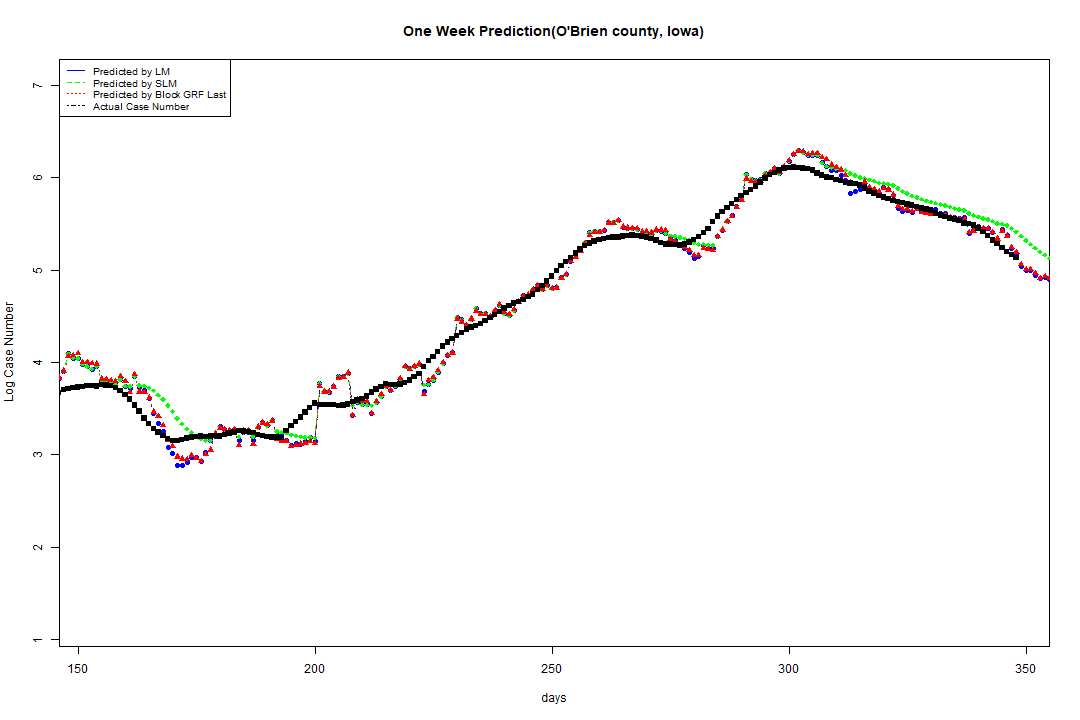 One Week Prediction(O'Brien county, Iowa)
Predicted by LM
Predicted by SLM
Predicted by Block GRF Last
Actual Case Number
Log Case Number
7
6
5
4
3
2
1
150 200 250 300 350
days